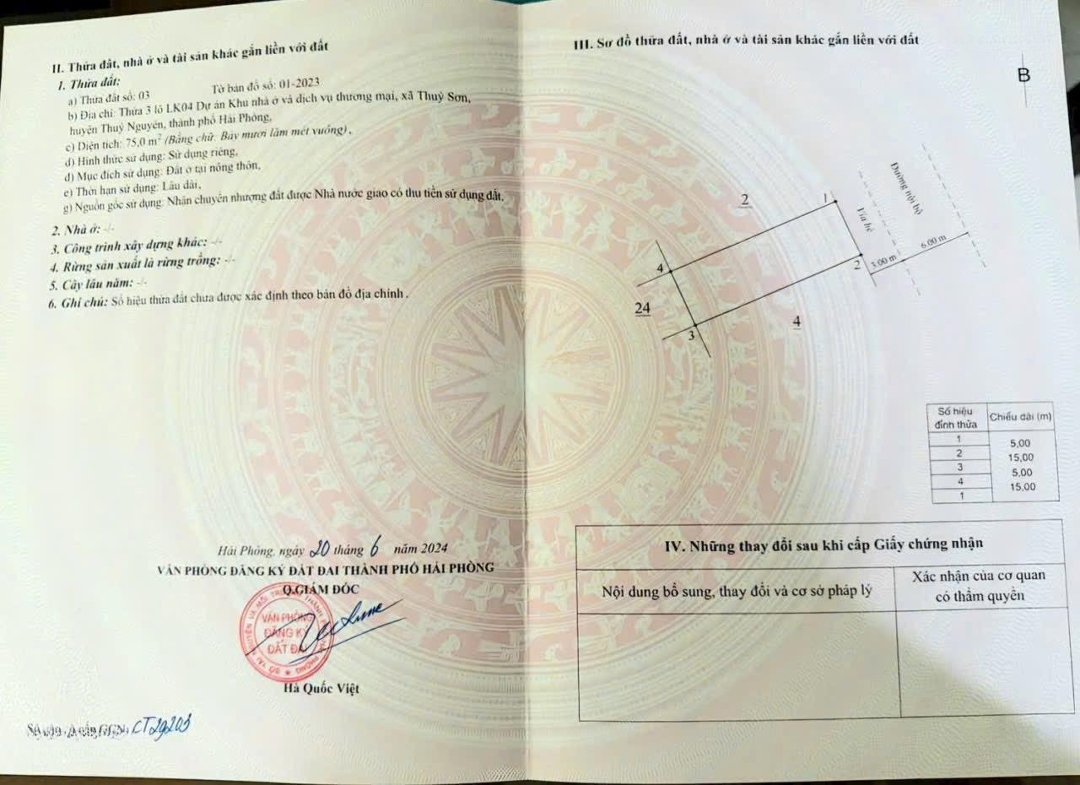 II. Thửa đất, nhà ở và tài sản khác gắn liền với đất
1. Thửa đất:
a) Thửa đất số: 03 Tờ bản đồ số: 01-2023
b) Địa chỉ: Thửa 3 lô LK04 Dự án Khu nhà ở và dịch vụ thương mại, xã Thuỷ Sơn,
huyện Thuỷ Nguyên, thành phố Hải Phòng,
c) Diện tích: 75,0 m² (Bằng chữ: Bảy mươi lăm mét vuông),
d) Hình thức sử dụng: Sử dụng riêng,
đ) Mục đích sử dụng: Đất ở tại nông thôn,
e) Thời hạn sử dụng: Lâu dài,
g) Nguồn gốc sử dụng: Nhận chuyển nhượng đất được Nhà nước giao có thu tiền sử dụng đất.
2. Nhà ở: -/-
3. Công trình xây dựng khác: -/-
4. Rừng sản xuất là rừng trồng: -/-
5. Cây lâu năm: -/-
6. Ghi chú: Số hiệu thửa đất chưa được xác định theo bản đồ địa chính.
Hải Phòng, ngày 20 tháng 6 năm 2024
VĂN PHÒNG ĐĂNG KÝ ĐẤT ĐAI THÀNH PHỐ HẢI PHÒNG
Q.GIÁM ĐỐC
VĂN PHÒNG
ĐĂNG KÝ
ĐẤT ĐAI
Hà Quốc Việt
CT29203
III. Sơ đồ thửa đất, nhà ở và tài sản khác gắn liền với đất
B
Đường nội bộ
Vỉa hè
2
1
6.00 m
3.00 m
2
4
24
3
4
Số hiệu đỉnh thửa Chiều dài (m)
1
5,00
2
15,00
3
5,00
4
15,00
1
IV. Những thay đổi sau khi cấp Giấy chứng nhận
Nội dung bổ sung, thay đổi và cơ sở pháp lý
Xác nhận của cơ quan
có thẩm quyền